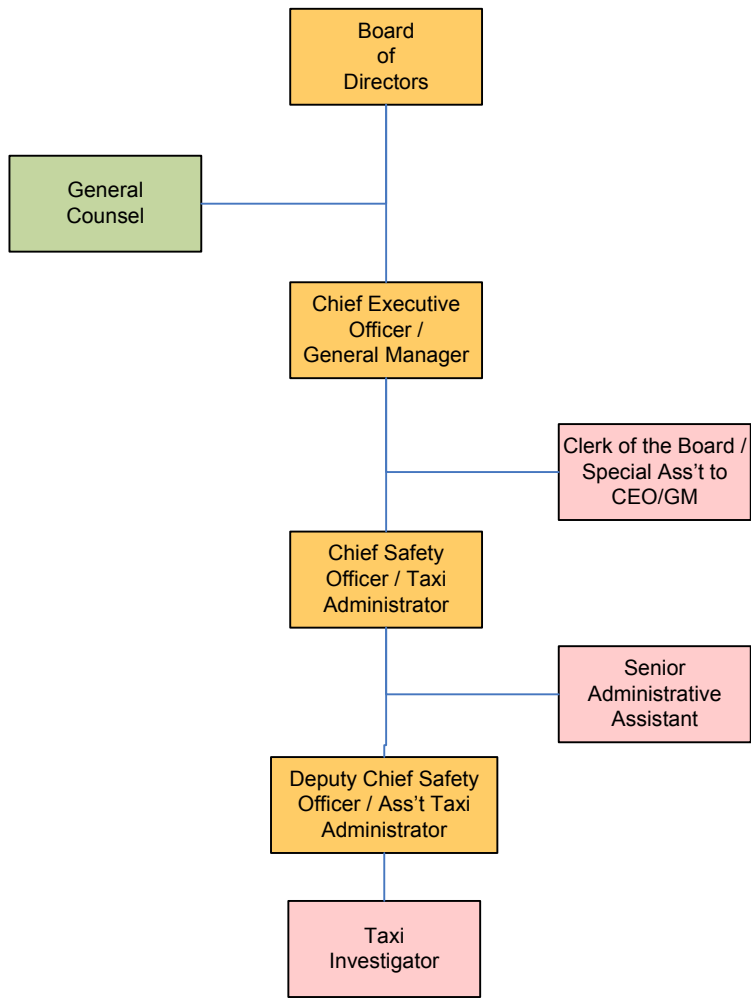 Board
of
Directors
General
Counsel
Chief Executive
Officer /
General Manager
Clerk of the Board /
Special Ass't to
CEO/GM
Chief Safety
Officer / Taxi
Administrator
Senior
Administrative
Assistant
Deputy Chief Safety
Officer / Ass't Taxi
Administrator
Taxi
Investigator